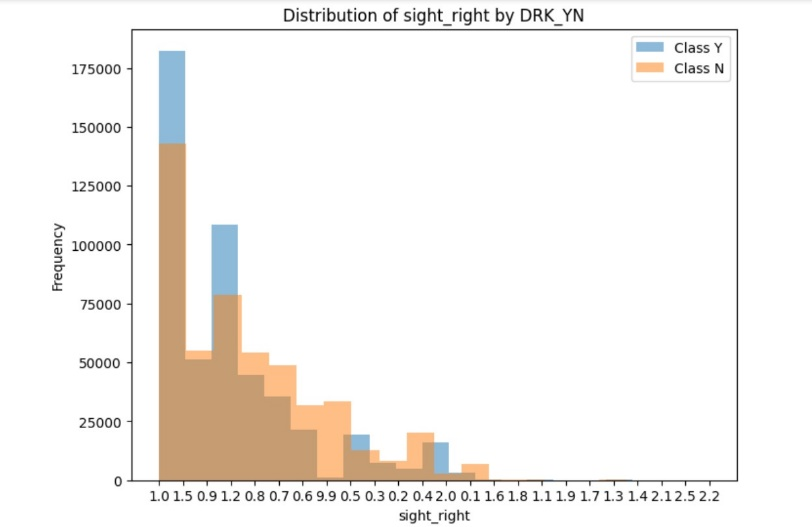 Distribution of sight_right by DRK_YN
Class Y
Class N
175000
150000
125000
100000
75000
50000
25000
0
Frequency
1.0 1.5 0.9 1.2 0.8 0.7 0.6 9.9 0.5 0.3 0.2 0.4 2.0 0.1 1.6 1.8 1.1 1.9 1.7 1.3 1.4 2.1 2.5 2.2
sight_right